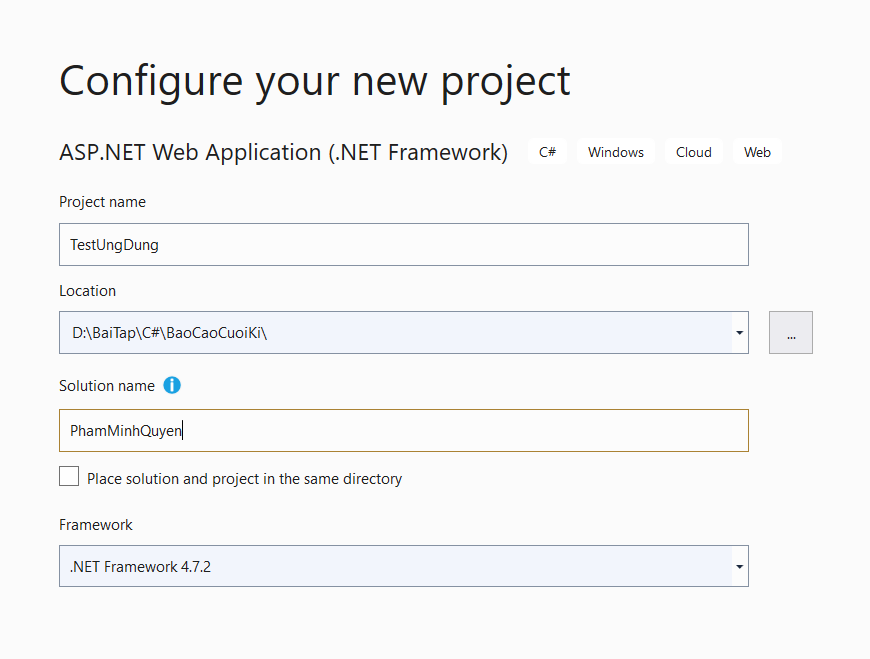 Configure your new project
ASP.NET Web Application (.NET Framework) C# Windows Cloud Web
Project name
TestUngDung
Location
D:\BaiTap\C#\BaoCaoCuoiKi\
...
Solution name
PhamMinhQuyen
Place solution and project in the same directory
Framework
.NET Framework 4.7.2